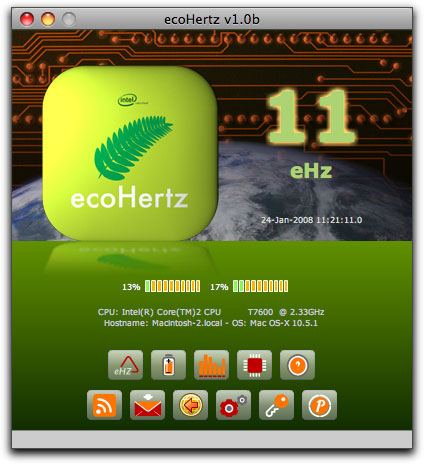 ecoHertz v1.0b
intel
ecoHertz
11
eHz
24-Jan-2008 11:21:11.0
13% 17%
CPU: Intel(R) Core(TM)2 CPU T7600 @ 2.33GHz
Hostname: Macintosh-2.local - OS: Mac OS-X 10.5.1
eHZ
?
P